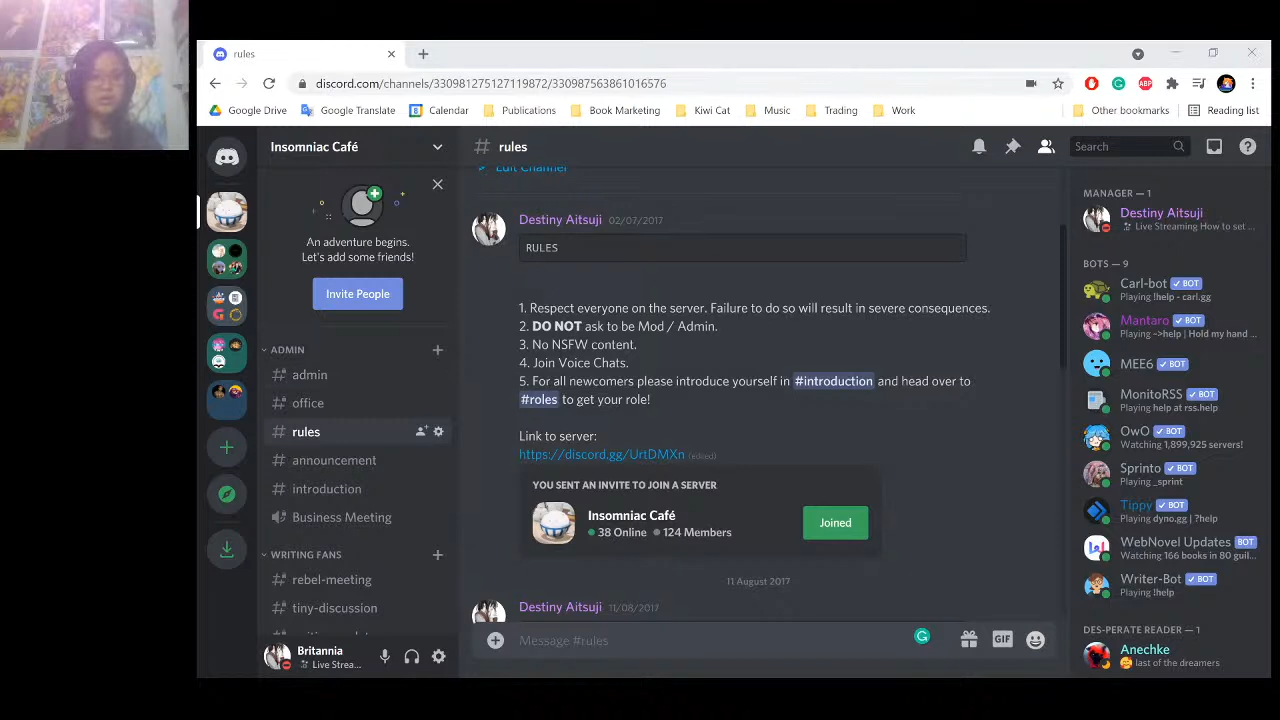 rules
discord.com/channels/330981275127119872/330987563861016576
Google Drive
Google Translate
Calendar
Publications
Book Marketing
Kiwi Cat
Music
Trading
Work
Other bookmarks
Reading list
Insomniac Café
An adventure begins.
Let's add some friends!
Invite People
ADMIN
admin
office
rules
announcement
introduction
Business Meeting
WRITING FANS
rebel-meeting
tiny-discussion
Britannia
Live Strea...
# rules
Search
Edit Channel
Destiny Aitsuji 02/07/2017
RULES
1. Respect everyone on the server. Failure to do so will result in severe consequences.
2. DO NOT ask to be Mod / Admin.
3. No NSFW content.
4. Join Voice Chats.
5. For all newcomers please introduce yourself in #introduction and head over to
#roles to get your role!
Link to server:
https://discord.gg/UrtDMXn (edited)
YOU SENT AN INVITE TO JOIN A SERVER
Insomniac Café
38 Online 124 Members
Joined
11 August 2017
Destiny Aitsuji 11/08/2017
Message #rules
GIF
MANAGER — 1
Destiny Aitsuji
Live Streaming How to set ...
BOTS — 9
Carl-bot BOT
Playing !help - carl.gg
Mantaro BOT
Playing ~>help | Hold my hand ...
MEE6 BOT
MonitoRSS BOT
Playing help at rss.help
OwO BOT
Watching 1,899,925 servers!
Sprinto BOT
Playing _sprint
Tippy BOT
Playing dyno.gg | ?help
WebNovel Updates BOT
Watching 166 books in 80 guil...
Writer-Bot BOT
Playing !help
DES-PERATE READER — 1
Anechke
last of the dreamers